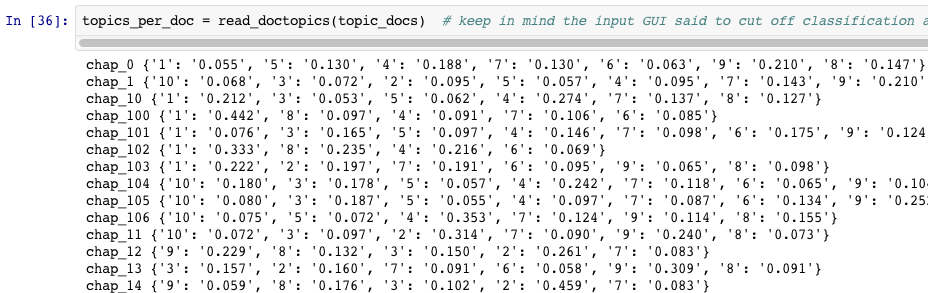 In [36]: topics_per_doc = read_doctopics(topic_docs)  # keep in mind the input GUI said to cut off classification a
chap_0 {'1': '0.055', '5': '0.130', '4': '0.188', '7': '0.130', '6': '0.063', '9': '0.210', '8': '0.147'}
chap_1 {'10': '0.068', '3': '0.072', '2': '0.095', '5': '0.057', '4': '0.095', '7': '0.143', '9': '0.210'
chap_10 {'1': '0.212', '3': '0.053', '5': '0.062', '4': '0.274', '7': '0.137', '8': '0.127'}
chap_100 {'1': '0.442', '8': '0.097', '4': '0.091', '7': '0.106', '6': '0.085'}
chap_101 {'1': '0.076', '3': '0.165', '5': '0.097', '4': '0.146', '7': '0.098', '6': '0.175', '9': '0.124
chap_102 {'1': '0.333', '8': '0.235', '4': '0.216', '6': '0.069'}
chap_103 {'1': '0.222', '2': '0.197', '7': '0.191', '6': '0.095', '9': '0.065', '8': '0.098'}
chap_104 {'10': '0.180', '3': '0.178', '5': '0.057', '4': '0.242', '7': '0.118', '6': '0.065', '9': '0.104
chap_105 {'10': '0.080', '3': '0.187', '5': '0.055', '4': '0.097', '7': '0.087', '6': '0.134', '9': '0.252
chap_106 {'10': '0.075', '5': '0.072', '4': '0.353', '7': '0.124', '9': '0.114', '8': '0.155'}
chap_11 {'10': '0.072', '3': '0.097', '2': '0.314', '7': '0.090', '9': '0.240', '8': '0.073'}
chap_12 {'9': '0.229', '8': '0.132', '3': '0.150', '2': '0.261', '7': '0.083'}
chap_13 {'3': '0.157', '2': '0.160', '7': '0.091', '6': '0.058', '9': '0.309', '8': '0.091'}
chap_14 {'9': '0.059', '8': '0.176', '3': '0.102', '2': '0.459', '7': '0.083'}